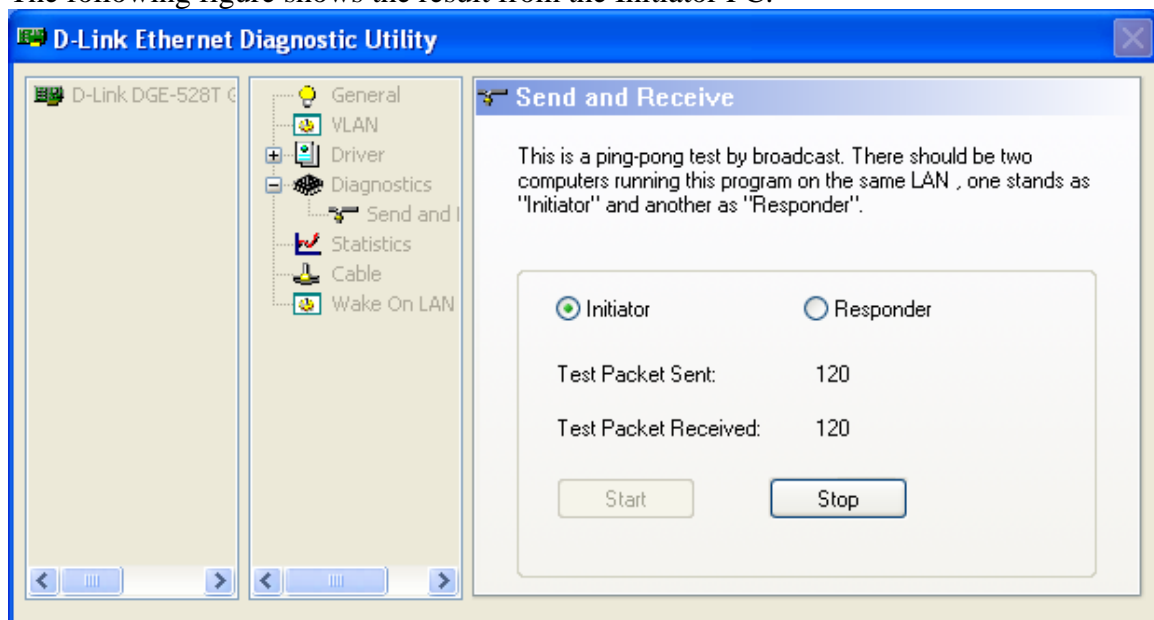 The following figure shows the result from the Initiator PC.
D-Link Ethernet Diagnostic Utility
D-Link DGE-528T G
General
VLAN
Driver
Diagnostics
Send and
Statistics
Cable
Wake On LAN
Send and Receive
This is a ping-pong test by broadcast. There should be two
computers running this program on the same LAN , one stands as
"Initiator" and another as "Responder".
Initiator
Responder
Test Packet Sent: 120
Test Packet Received: 120
Start
Stop